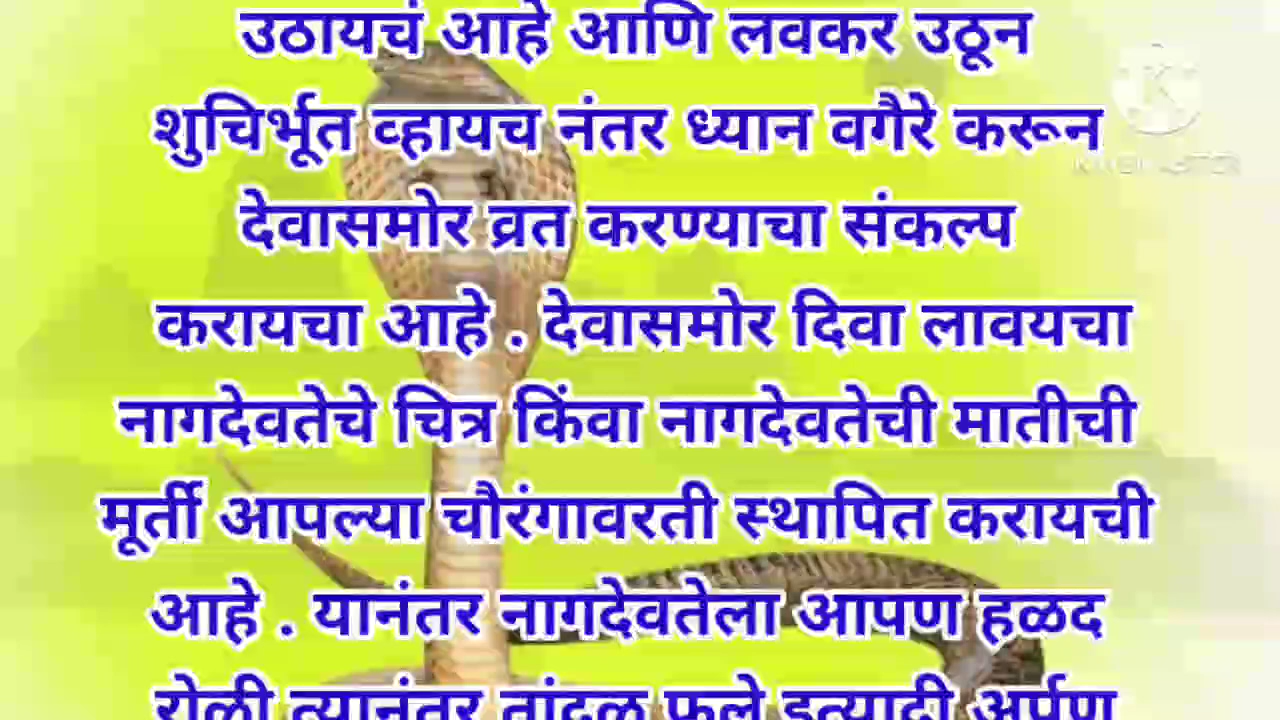 उठायचं आहे आणि लवकर उठून
शुचिर्भूत व्हायच नंतर ध्यान वगैरे करून
देवासमोर व्रत करण्याचा संकल्प
करायचा आहे . देवासमोर दिवा लावयचा
नागदेवतेचे चित्र किंवा नागदेवतेची मातीची
मूर्ती आपल्या चौरंगावरती स्थापित करायची
आहे . यानंतर नागदेवतेला आपण हळद
रोळी त्यानंतर तांदळ फुले इत्यादी अर्पण